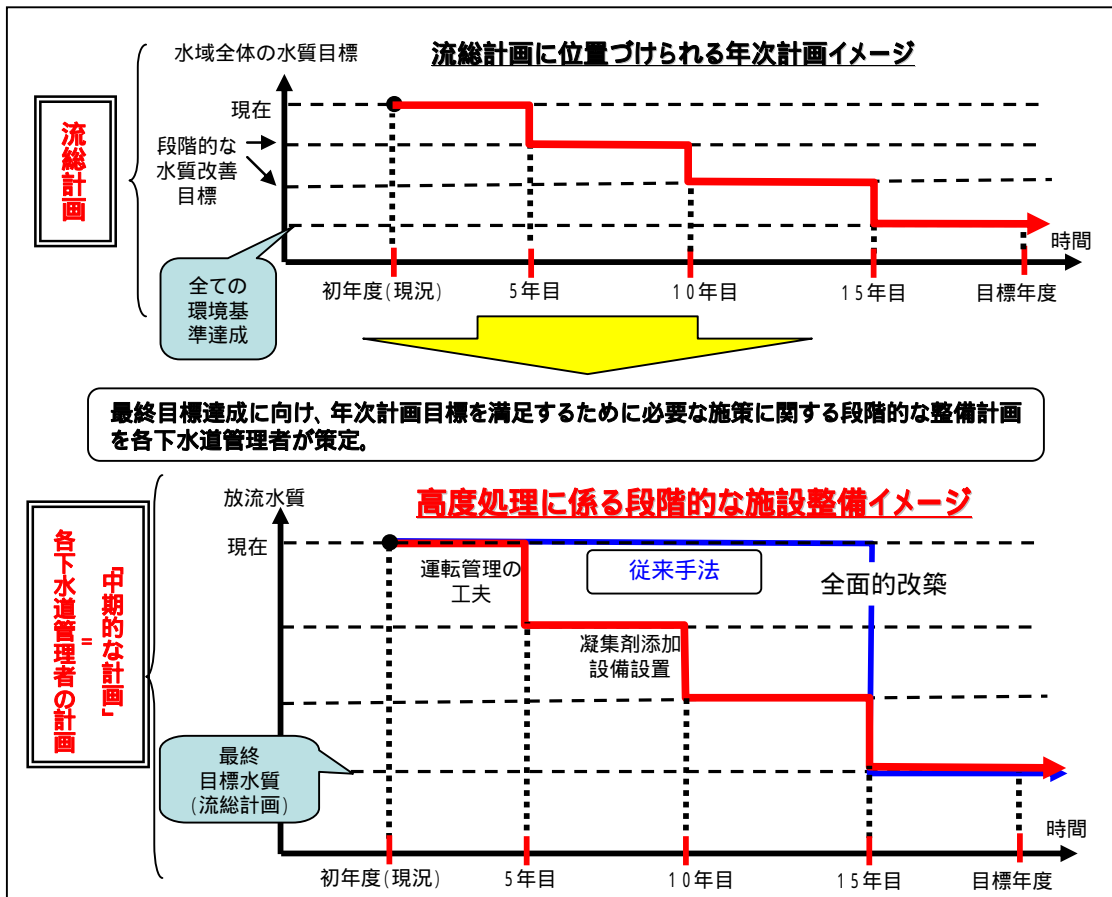 水域全体の水質目標
流総計画に位置づけられる年次計画イメージ
流総計画
現在
段階的な
水質改善
目標
時間
全ての
環境基
準達成
初年度(現況)
5年目
10年目
15年目
目標年度
最終目標達成に向け、年次計画目標を満足するために必要な施策に関する段階的な整備計画
を各下水道管理者が策定。
放流水質
高度処理に係る段階的な施設整備イメージ
「中期的な計画」
=
各下水道管理者の計画
現在
運転管理の
工夫
従来手法
全面的改築
凝集剤添加
設備設置
最終
目標水質
(流総計画)
時間
初年度(現況)
5年目
10年目
15年目
目標年度